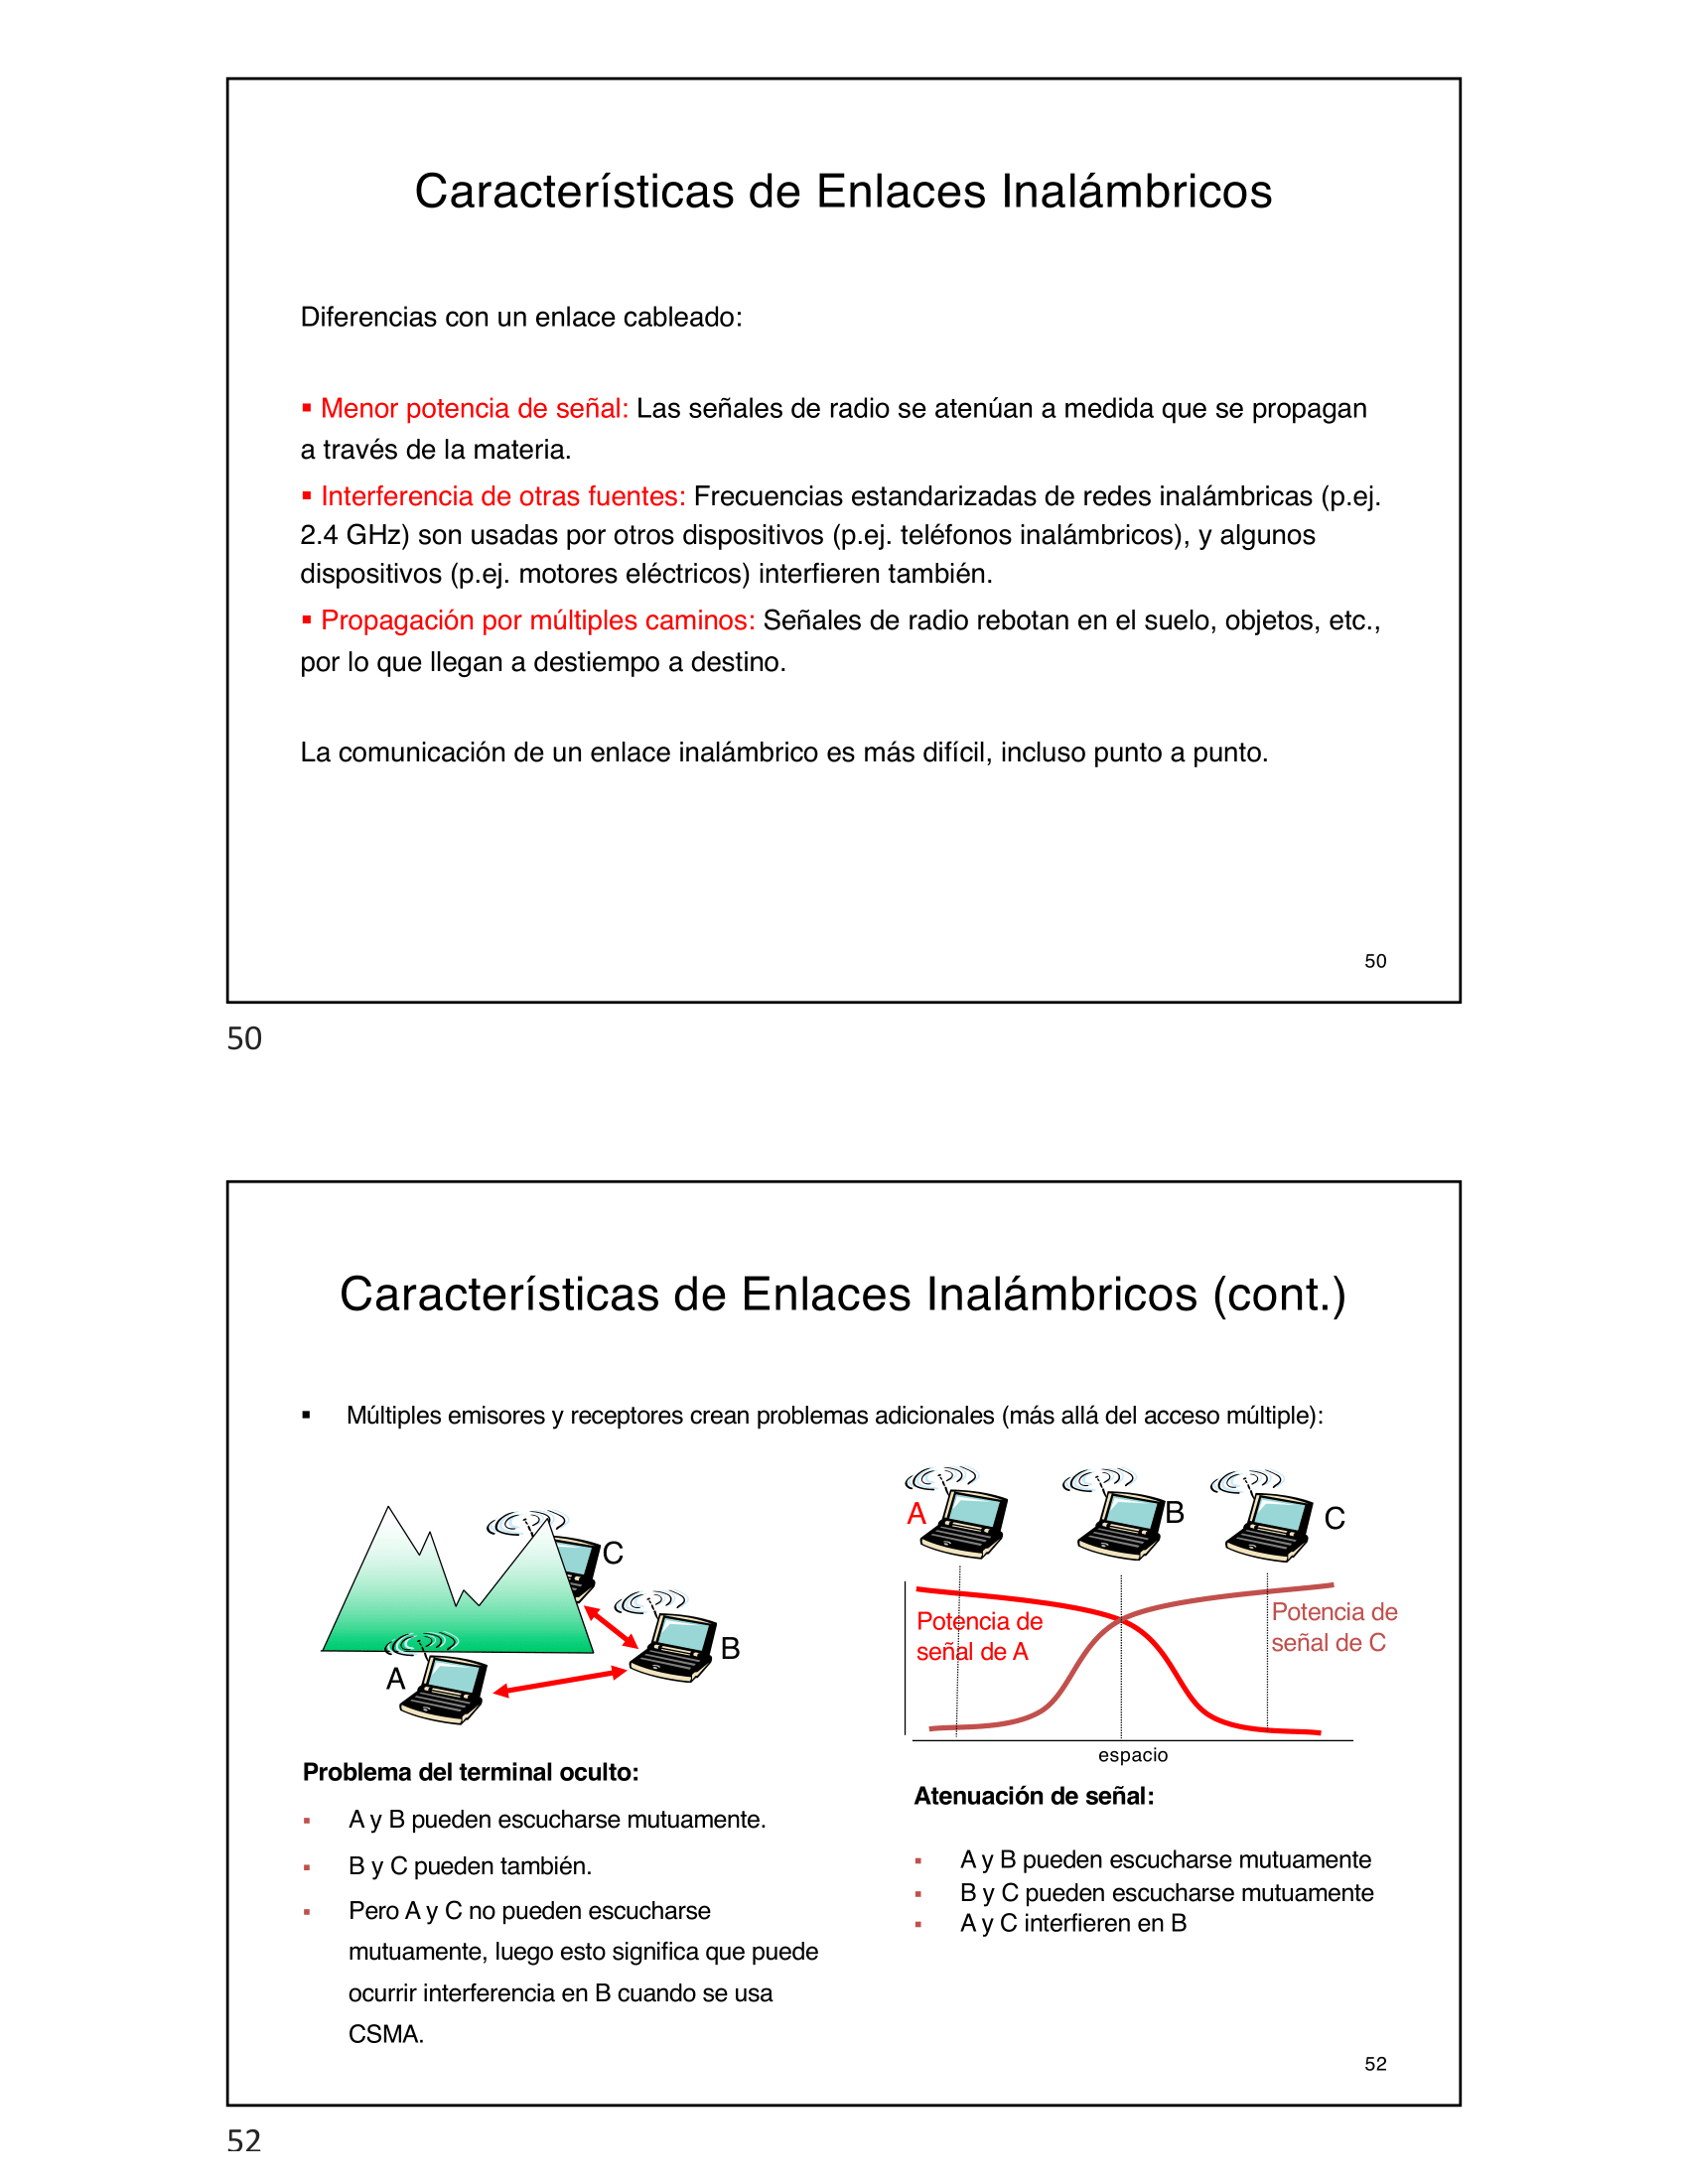 Características de Enlaces Inalámbricos
Diferencias con un enlace cableado:
▪ Menor potencia de señal: Las señales de radio se atenúan a medida que se propagan
a través de la materia.
▪ Interferencia de otras fuentes: Frecuencias estandarizadas de redes inalámbricas (p.ej.
2.4 GHz) son usadas por otros dispositivos (p.ej. teléfonos inalámbricos), y algunos
dispositivos (p.ej. motores eléctricos) interfieren también.
▪ Propagación por múltiples caminos: Señales de radio rebotan en el suelo, objetos, etc.,
por lo que llegan a destiempo a destino.
La comunicación de un enlace inalámbrico es más difícil, incluso punto a punto.
50
50
Características de Enlaces Inalámbricos (cont.)
▪ Múltiples emisores y receptores crean problemas adicionales (más allá del acceso múltiple):
C
B
A
Problema del terminal oculto:
▪ A y B pueden escucharse mutuamente.
▪ B y C pueden también.
▪ Pero A y C no pueden escucharse
mutuamente, luego esto significa que puede
ocurrir interferencia en B cuando se usa
CSMA.
A
B
C
Potencia de
señal de A
Potencia de
señal de C
espacio
Atenuación de señal:
▪ A y B pueden escucharse mutuamente
▪ B y C pueden escucharse mutuamente
▪ A y C interfieren en B
52
52